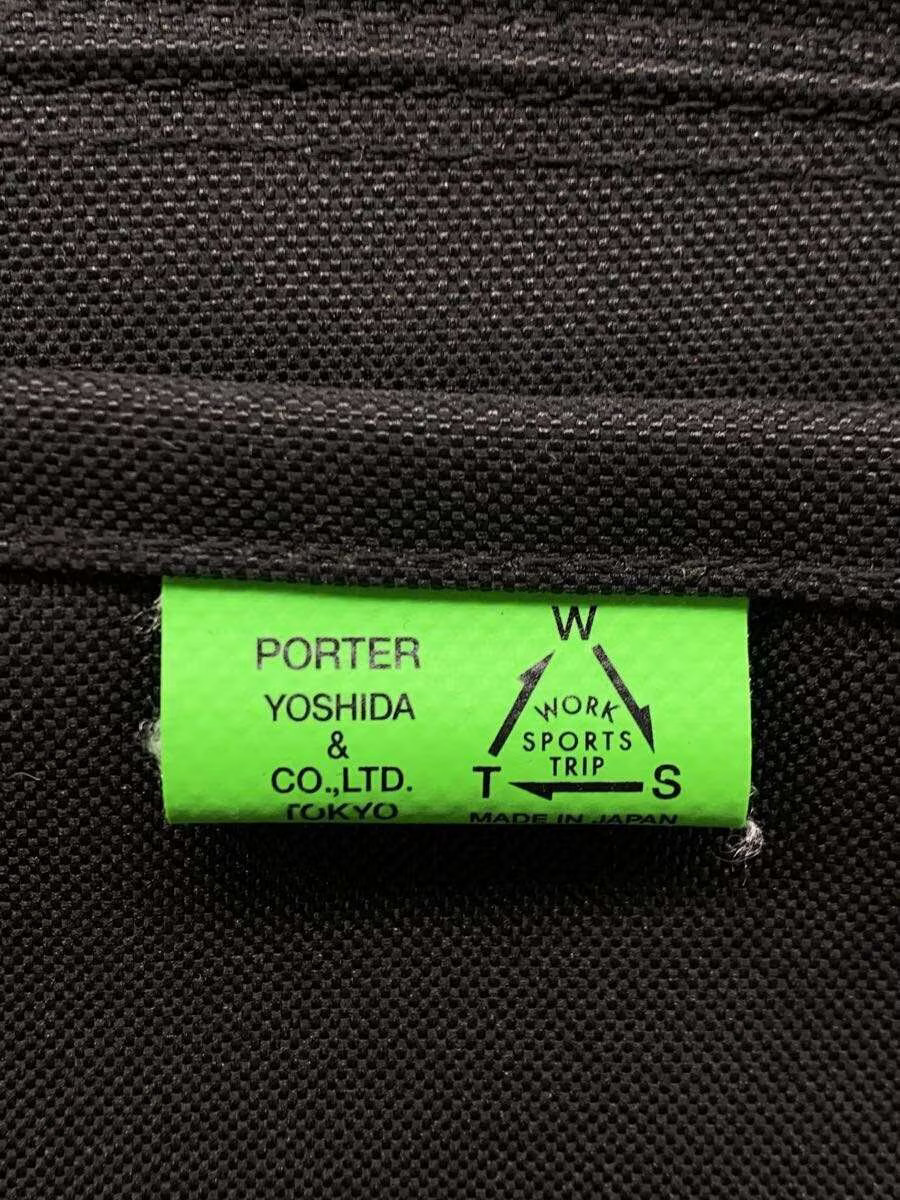 PORTER
YOSHIDA
&
CO.,LTD.
TOKYO
W
WORK
SPORTS
TRIP
T S
MADE IN JAPAN